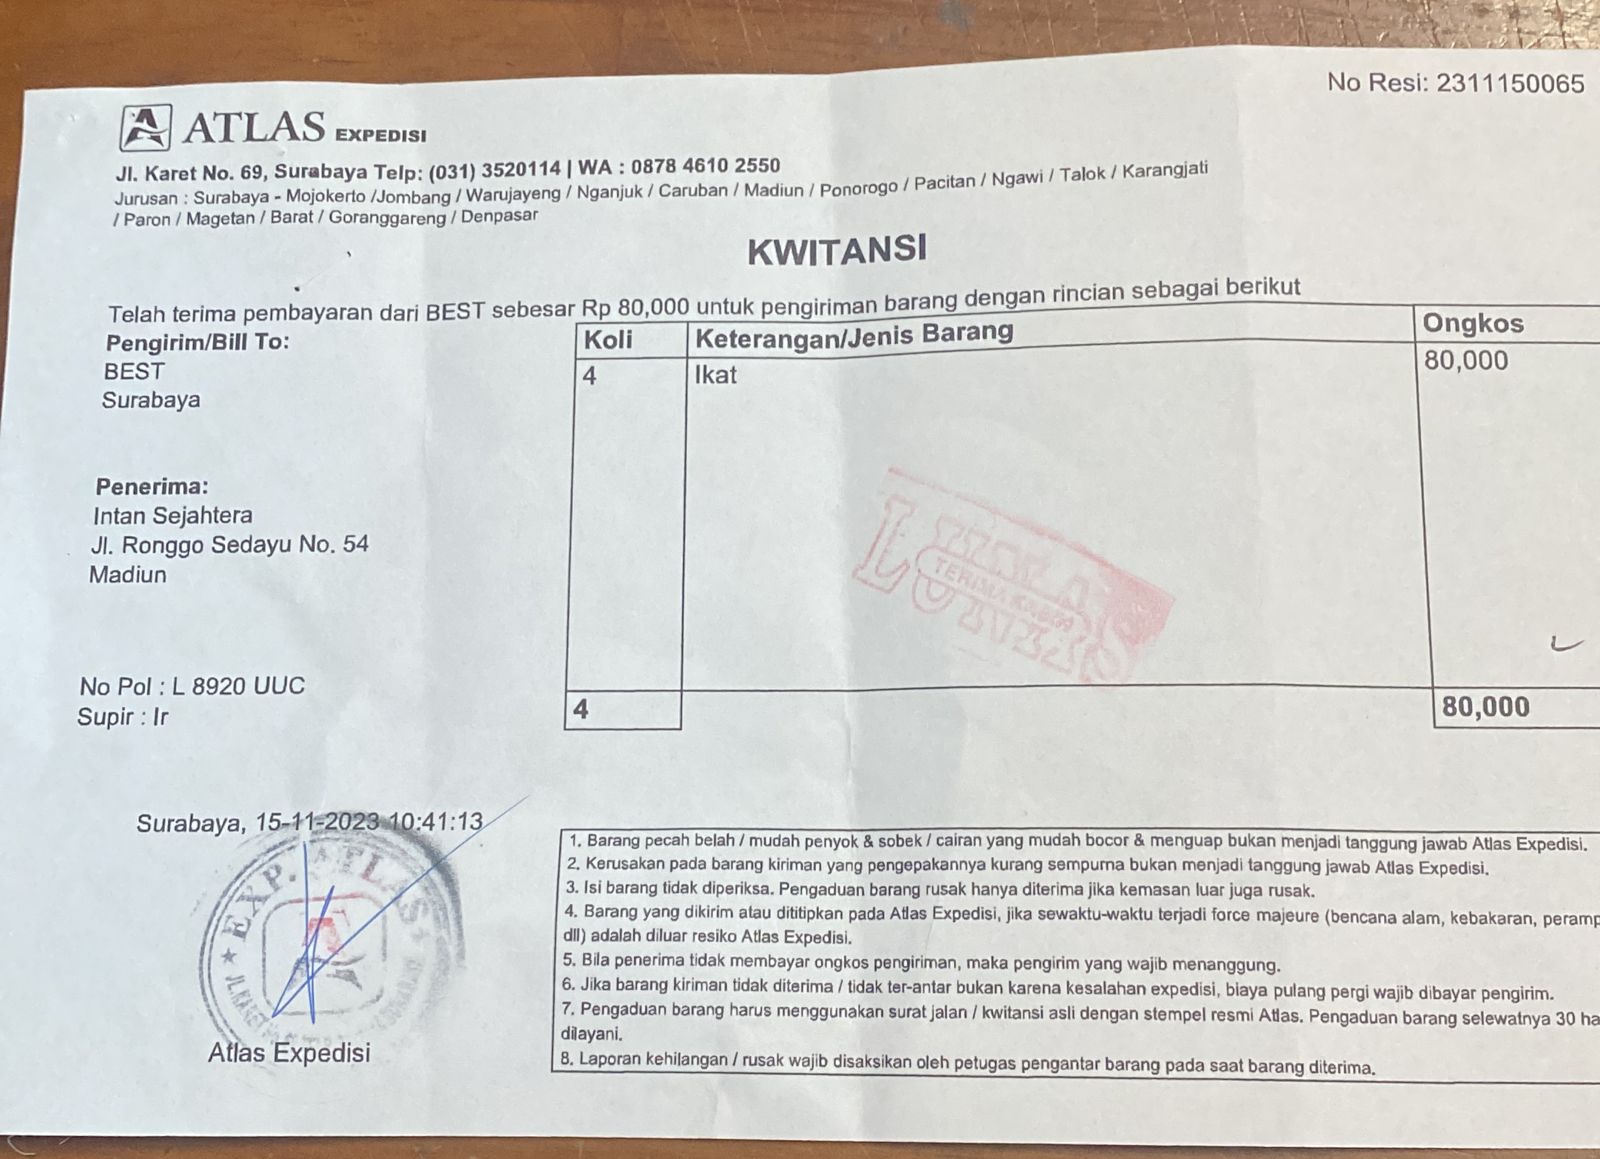 No Resi: 2311150065
ATLAS EXPEDISI
Jl. Karet No. 69, Surabaya Telp: (031) 3520114 | WA : 0878 4610 2550
Jurusan : Surabaya - Mojokerto /Jombang / Warujayeng / Nganjuk / Caruban / Madiun / Ponorogo / Pacitan / Ngawi / Talok / Karangjati
/ Paron / Magetan / Barat / Goranggareng / Denpasar
KWITANSI
Telah terima pembayaran dari BEST sebesar Rp 80,000 untuk pengiriman barang dengan rincian sebagai berikut
Pengirim/Bill To:
BEST
Surabaya
Penerima:
Intan Sejahtera
Jl. Ronggo Sedayu No. 54
Madiun
No Pol : L 8920 UUC
Supir : Ir
Koli Keterangan/Jenis Barang Ongkos
4 Ikat 80,000
LUNAS
TERIMA KASIH
4 80,000
Surabaya, 15-11-2023 10:41:13
EXP. ATLAS
JL. KARET
Atlas Expedisi
1. Barang pecah belah / mudah penyok & sobek / cairan yang mudah bocor & menguap bukan menjadi tanggung jawab Atlas Expedisi.
2. Kerusakan pada barang kiriman yang pengepakannya kurang sempurna bukan menjadi tanggung jawab Atlas Expedisi.
3. Isi barang tidak diperiksa. Pengaduan barang rusak hanya diterima jika kemasan luar juga rusak.
4. Barang yang dikirim atau dititipkan pada Atlas Expedisi, jika sewaktu-waktu terjadi force majeure (bencana alam, kebakaran, peramp
dll) adalah diluar resiko Atlas Expedisi.
5. Bila penerima tidak membayar ongkos pengiriman, maka pengirim yang wajib menanggung.
6. Jika barang kiriman tidak diterima / tidak ter-antar bukan karena kesalahan expedisi, biaya pulang pergi wajib dibayar pengirim.
7. Pengaduan barang harus menggunakan surat jalan / kwitansi asli dengan stempel resmi Atlas. Pengaduan barang selewatnya 30 ha
dilayani.
8. Laporan kehilangan / rusak wajib disaksikan oleh petugas pengantar barang pada saat barang diterima.